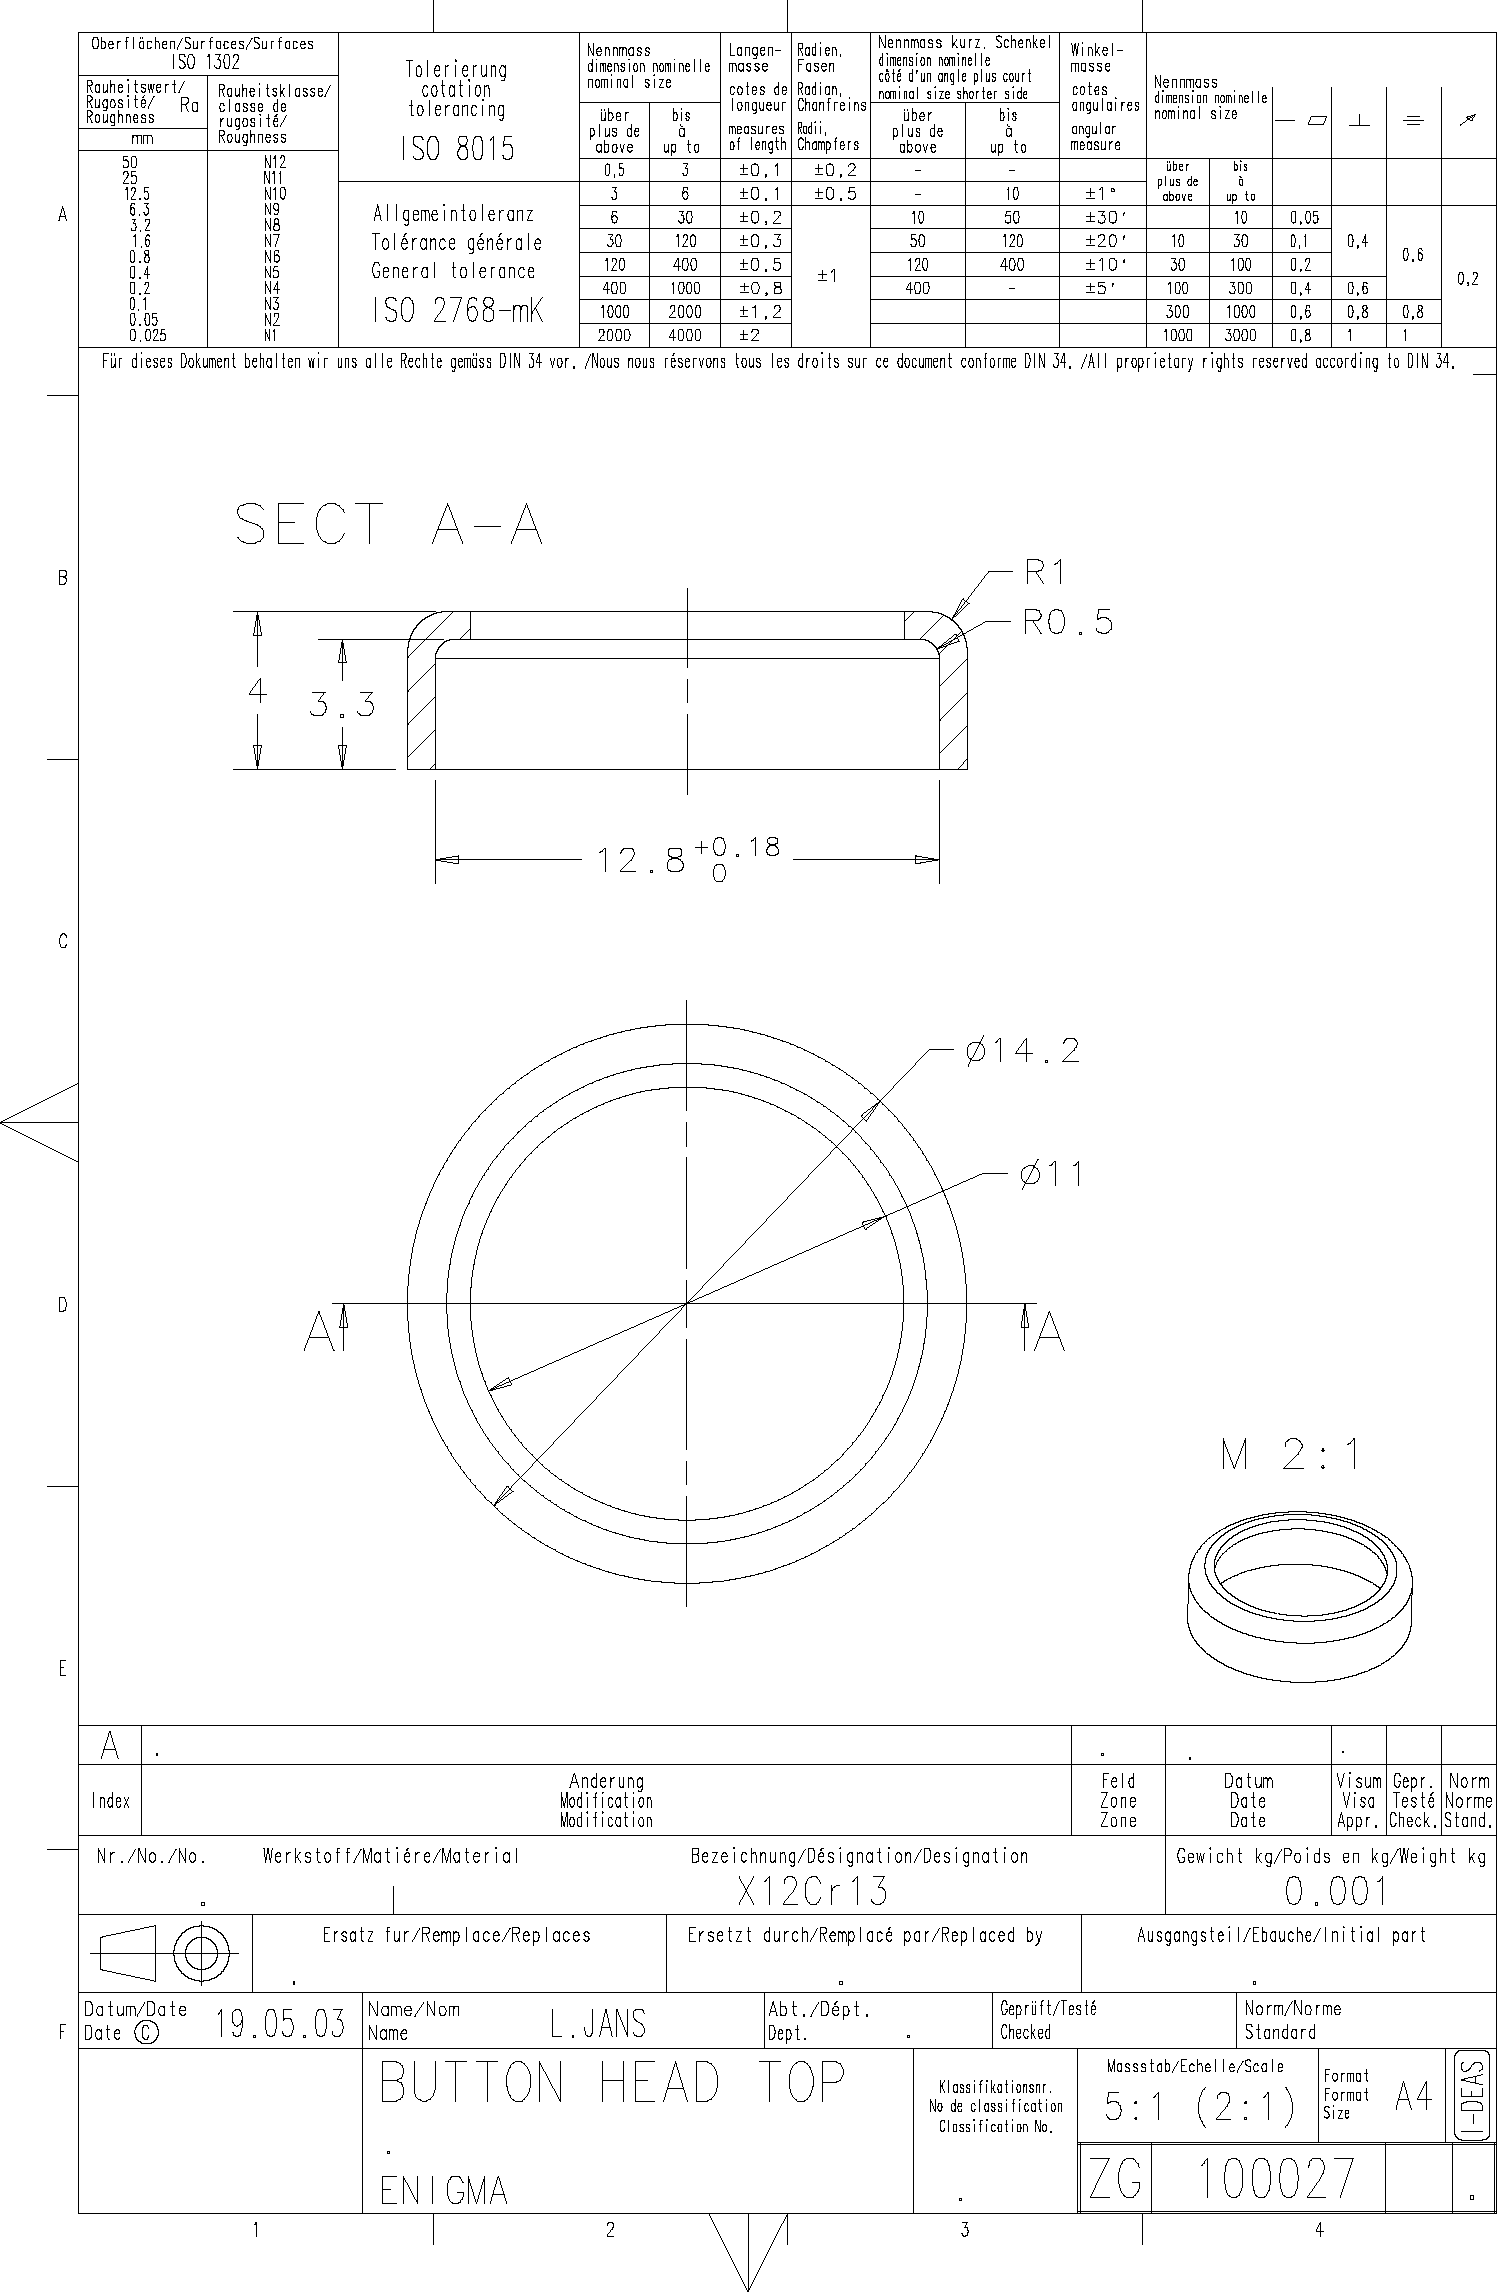 Oberflächen/Surfaces/Surfaces
ISO 1302
Rauheitswert/
Rugosité/ Ra
Roughness
mm
Rauheitsklasse/
classe de
rugosité/
Roughness
50 N12
25 N11
12.5 N10
6.3 N9
3.2 N8
1.6 N7
0.8 N6
0.4 N5
0.2 N4
0.1 N3
0.05 N2
0.025 N1
Tolerierung
cotation
tolerancing
ISO 8015
Allgemeintoleranz
Tolérance générale
General tolerance
ISO 2768-mK
Nennmass
dimension nominelle
nominal size
über
plus de
above
bis
à
up to
Langen-
masse
cotes de
longueur
measures
of length
Radien,
Fasen
Radian,
Chanfreins
Radii,
Champfers
Nennmass kurz. Schenkel
dimension nominelle
côté d'un angle plus court
nominal size shorter side
über
plus de
above
bis
à
up to
Winkel-
masse
cotes
angulaires
angular
measure
Nennmass
dimension nominelle
nominal size
über
plus de
above
bis
à
up to
0,5 3 ±0,1 ±0,2 - -
3 6 ±0,1 ±0,5 - 10 ±1°
6 30 ±0,2 10 50 ±30' 10 0,05
30 120 ±0,3 50 120 ±20' 10 30 0,1 0,4
120 400 ±0,5 ±1 120 400 ±10' 30 100 0,2 0,6
400 1000 ±0,8 400 - ±5' 100 300 0,4 0,6 0,2
1000 2000 ±1,2 300 1000 0,6 0,8 0,8
2000 4000 ±2 1000 3000 0,8 1 1
Für dieses Dokument behalten wir uns alle Rechte gemäss DIN 34 vor. /Nous nous réservons tous les droits sur ce document conforme DIN 34. /All proprietary rights reserved according to DIN 34.
A
B
C
D
E
F
SECT A-A
R1
R0.5
4
3.3
12.8 +0.18
0
ø14.2
ø11
A A
M 2:1
A . . . .
Index
Anderung
Modification
Modification
Feld
Zone
Zone
Datum
Date
Date
Visum
Visa
Appr.
Gepr.
Testé
Check.
Norm
Norme
Stand.
Nr./No./No. Werkstoff/Matiére/Material
Bezeichnung/Désignation/Designation
X12Cr13
Gewicht kg/Poids en kg/Weight kg
0.001
Ersatz fur/Remplace/Replaces
Ersetzt durch/Remplacé par/Replaced by
Ausgangsteil/Ebauche/Initial part
Datum/Date
Date © 19.05.03
Name/Nom
Name L.JANS
Abt./Dépt.
Dept.
Geprüft/Testé
Checked
Norm/Norme
Standard
BUTTON HEAD TOP
.
ENIGMA
Klassifikationsnr.
No de classification
Classification No.
Massstab/Echelle/Scale
5:1 (2:1)
Format
Format
Size
A4
I-DEAS
ZG 100027
1 2 3 4